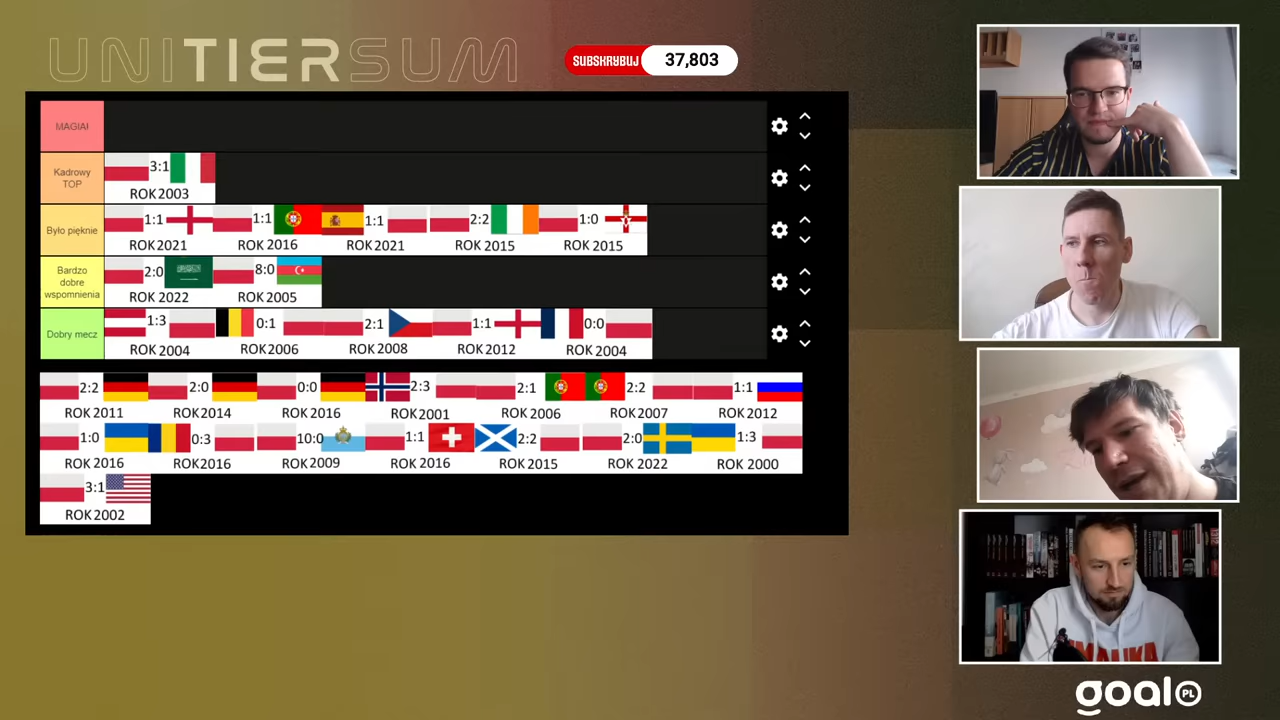 UNITIERSUM
SUBSKRYBUJ 37,803
MAGIA!
Kadrowy
TOP
3:1
ROK 2003
Było pięknie
1:1 1:1 1:1 2:2 1:0
ROK 2021 ROK 2016 ROK 2021 ROK 2015 ROK 2015
Bardzo
dobre
wspomnienia
2:0 8:0
ROK 2022 ROK 2005
Dobry mecz
1:3 0:1 2:1 1:1 0:0
ROK 2004 ROK 2006 ROK 2008 ROK 2012 ROK 2004
2:2 2:0 0:0 2:3 2:1 2:2 1:1
ROK 2011 ROK 2014 ROK 2016 ROK 2001 ROK 2006 ROK 2007 ROK 2012
1:0 0:3 10:0 1:1 2:2 2:0 1:3
ROK 2016 ROK2016 ROK 2009 ROK 2016 ROK 2015 ROK 2022 ROK 2000
3:1
ROK 2002
goal PL